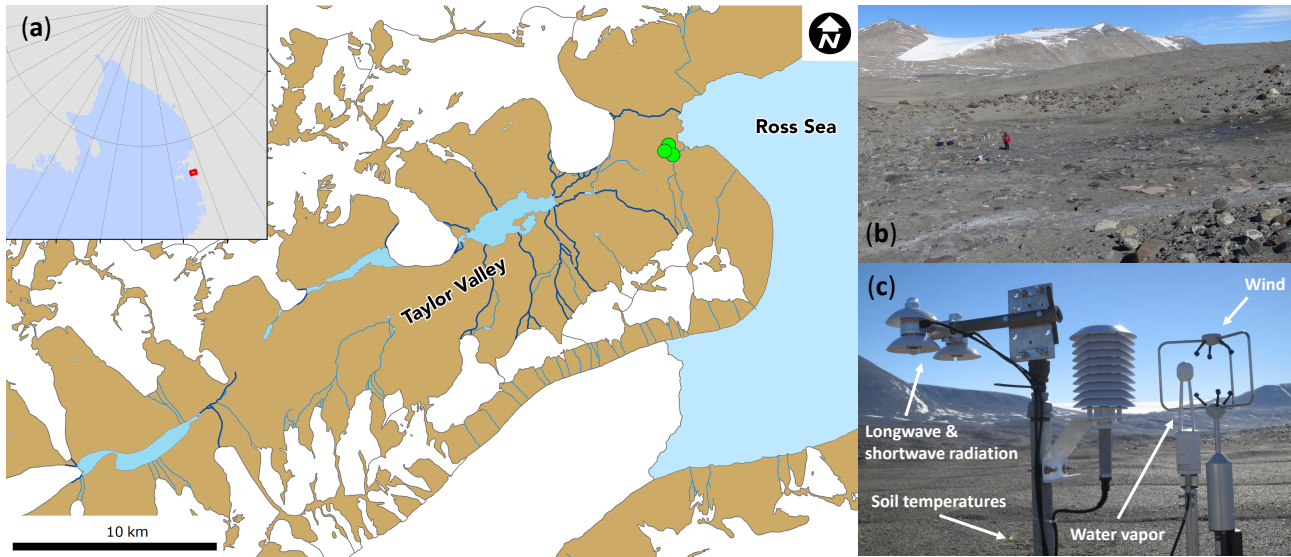 (a)
N
Ross Sea
Taylor Valley
10 km
(b)
(c)
Wind
Longwave &
shortwave radiation
Soil temperatures
Water vapor